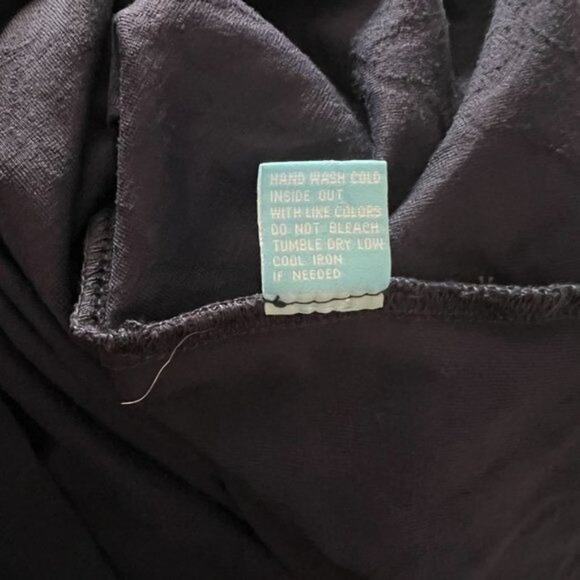 HAND WASH COLD
INSIDE OUT
WITH LIKE COLORS
DO NOT BLEACH
TUMBLE DRY LOW
COOL IRON
IF NEEDED